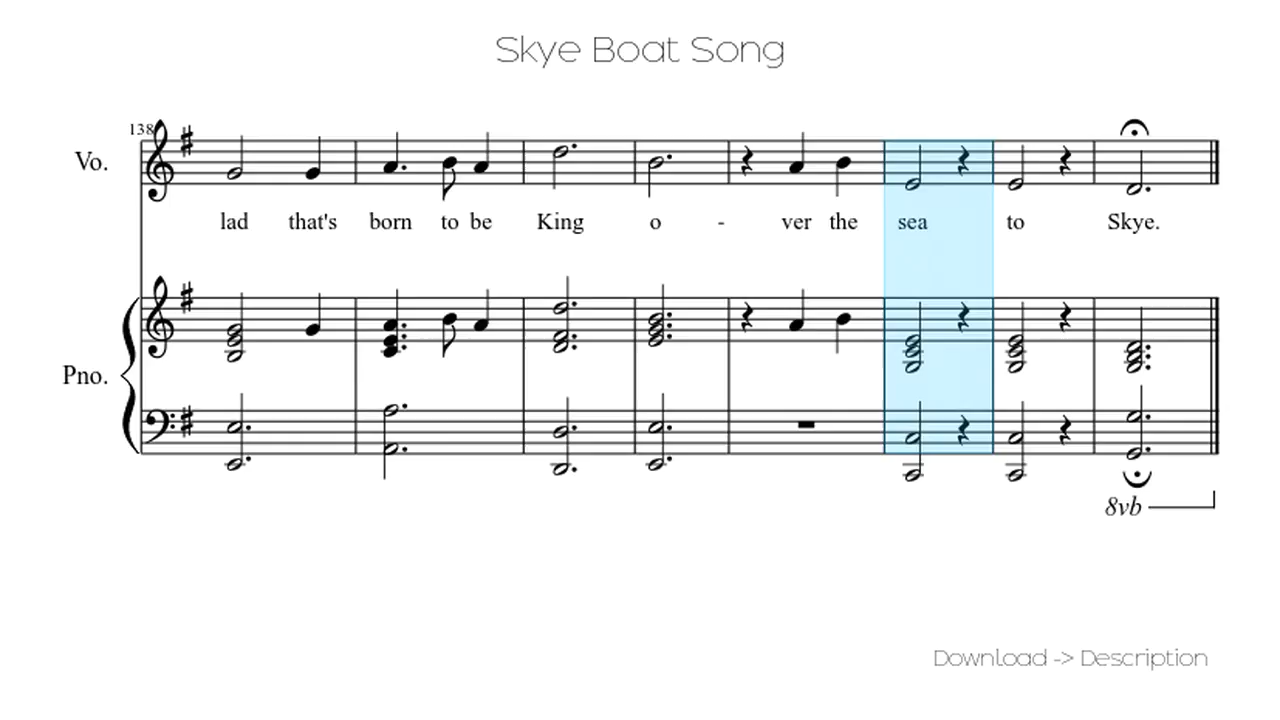 Skye Boat Song
138
Vo.
lad that's born to be King o - ver the sea to Skye.
Pno.
8vb
Download -> Description